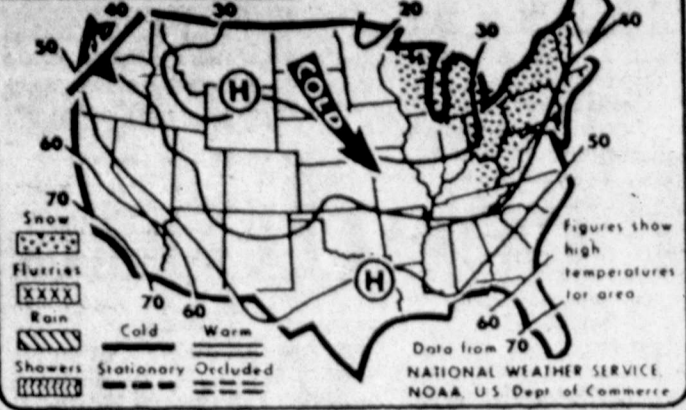 40 30 20
50 30 40
H
COLD
60 50
70
Snow
Flurries
Rain
Showers
70 60
Cold Warm
Stationary Occluded
H
Figures show
high
temperatures
for area
60
70
Data from
NATIONAL WEATHER SERVICE,
NOAA, U.S. Dept of Commerce